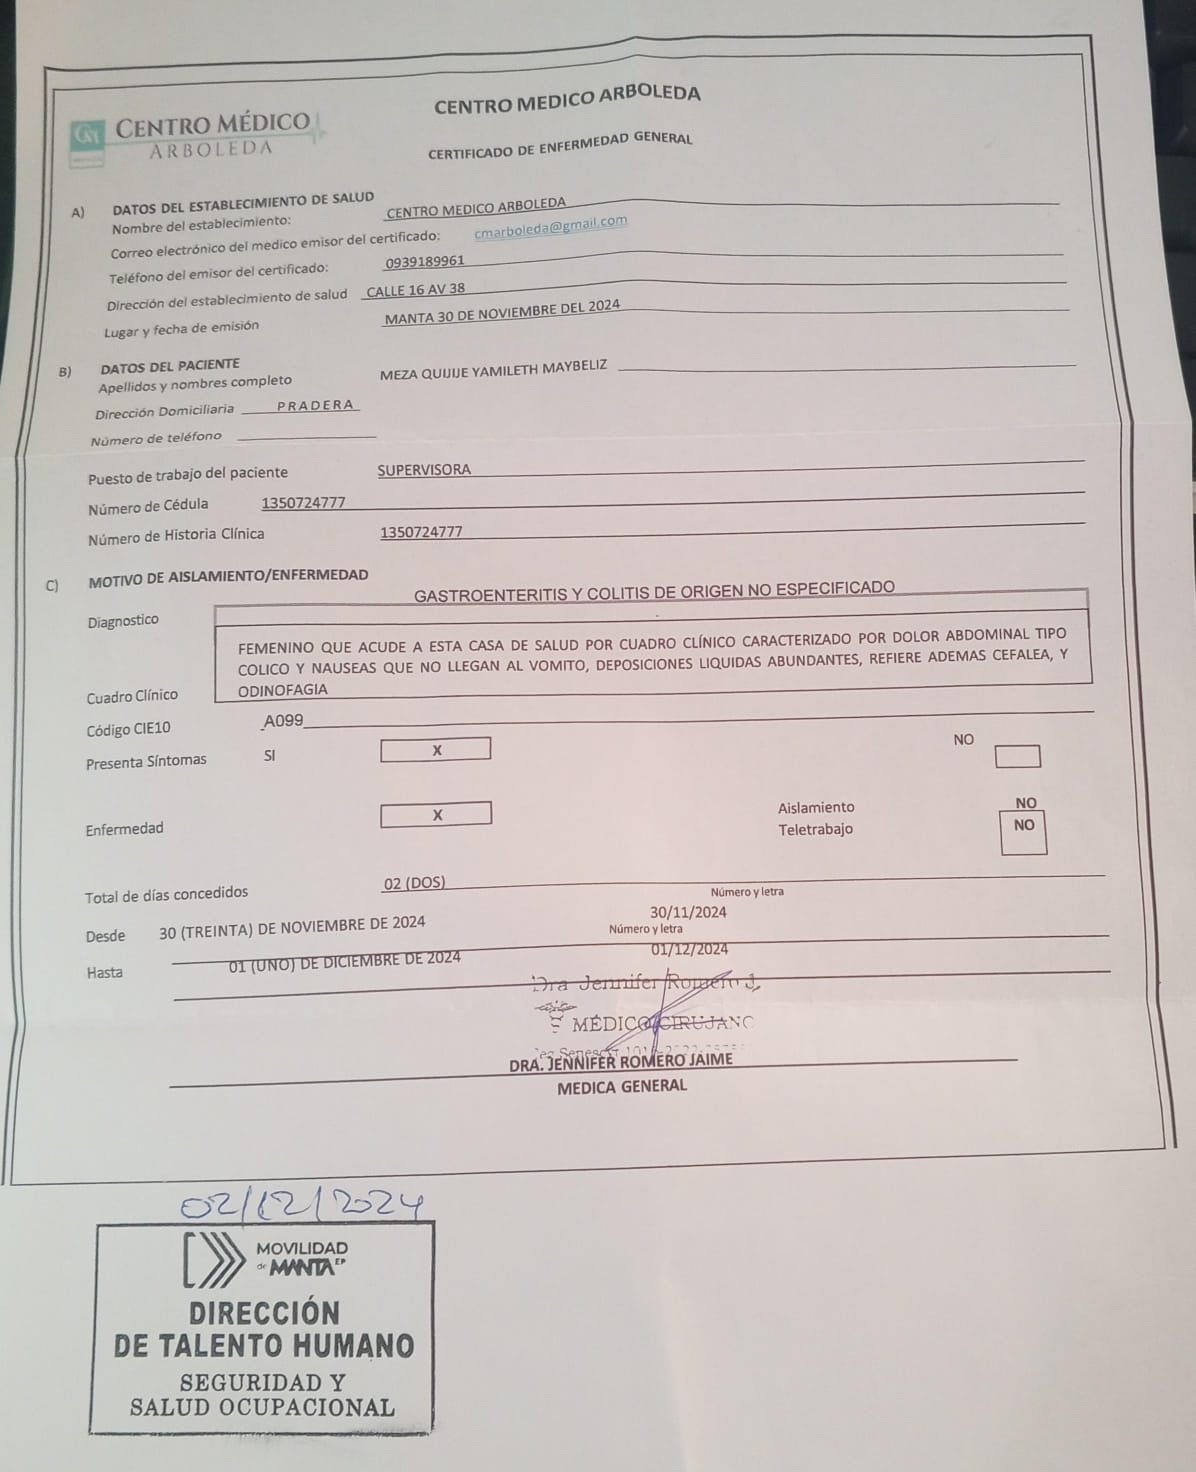 CENTRO MÉDICO
ARBOLEDA
CENTRO MEDICO ARBOLEDA
CERTIFICADO DE ENFERMEDAD GENERAL
A) DATOS DEL ESTABLECIMIENTO DE SALUD
Nombre del establecimiento: CENTRO MEDICO ARBOLEDA
Correo electrónico del medico emisor del certificado: cmarboleda@gmail.com
Teléfono del emisor del certificado: 0939189961
Dirección del establecimiento de salud CALLE 16 AV 38
Lugar y fecha de emisión MANTA 30 DE NOVIEMBRE DEL 2024
B) DATOS DEL PACIENTE
Apellidos y nombres completo MEZA QUIJIJE YAMILETH MAYBELIZ
Dirección Domiciliaria PRADERA
Número de teléfono
Puesto de trabajo del paciente SUPERVISORA
Número de Cédula 1350724777
Número de Historia Clínica 1350724777
C) MOTIVO DE AISLAMIENTO/ENFERMEDAD
GASTROENTERITIS Y COLITIS DE ORIGEN NO ESPECIFICADO
Diagnostico
FEMENINO QUE ACUDE A ESTA CASA DE SALUD POR CUADRO CLÍNICO CARACTERIZADO POR DOLOR ABDOMINAL TIPO
COLICO Y NAUSEAS QUE NO LLEGAN AL VOMITO, DEPOSICIONES LIQUIDAS ABUNDANTES, REFIERE ADEMAS CEFALEA, Y
Cuadro Clínico ODINOFAGIA
Código CIE10 A099
Presenta Síntomas SI X NO
Enfermedad X Aislamiento NO
Teletrabajo NO
Total de días concedidos 02 (DOS)
Número y letra
Desde 30 (TREINTA) DE NOVIEMBRE DE 2024 30/11/2024
Número y letra
Hasta 01 (UNO) DE DICIEMBRE DE 2024 01/12/2024
Dra Jennifer Romero J.
MÉDICO CIRUJANO
DRA. JENNIFER ROMERO JAIME
MEDICA GENERAL
02/12/2024
MOVILIDAD
de MANTA EP
DIRECCIÓN
DE TALENTO HUMANO
SEGURIDAD Y
SALUD OCUPACIONAL